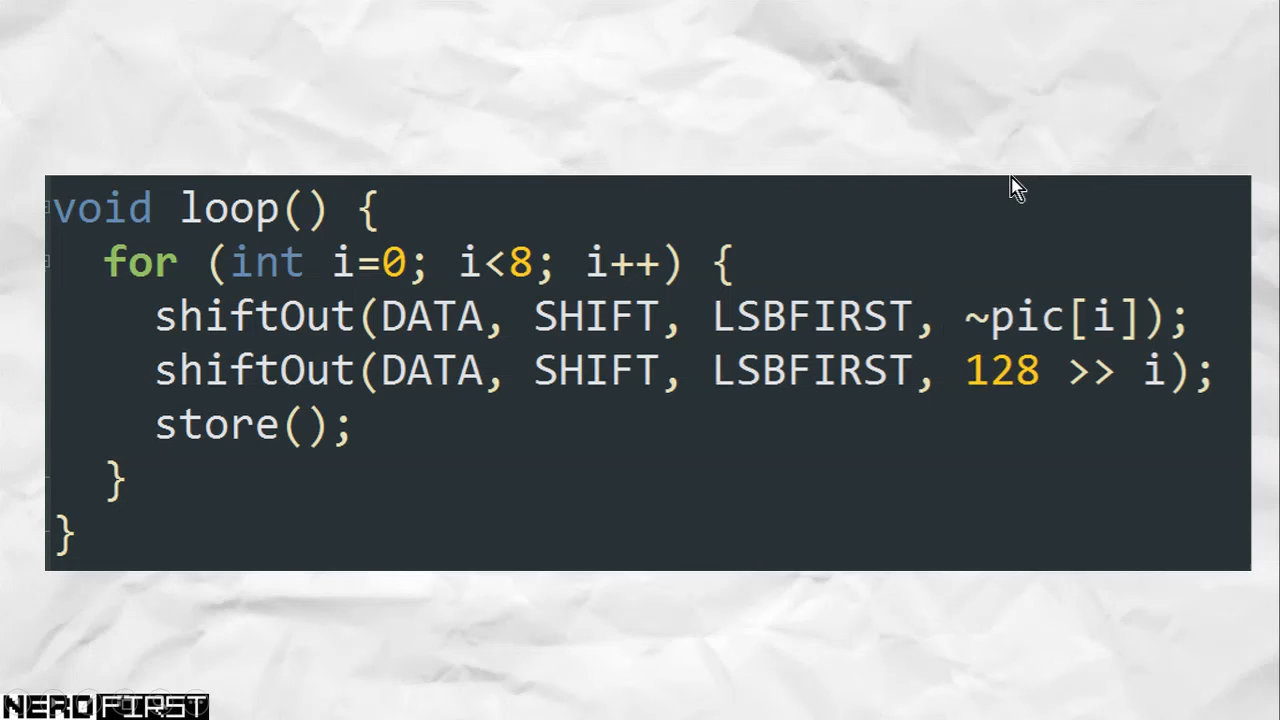 void loop() {
  for (int i=0; i<8; i++) {
    shiftOut(DATA, SHIFT, LSBFIRST, ~pic[i]);
    shiftOut(DATA, SHIFT, LSBFIRST, 128 >> i);
    store();
  }
}
NERDFIRST